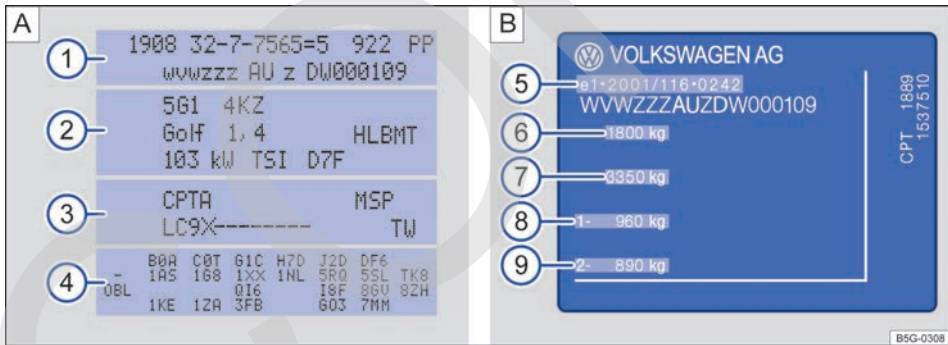 A
1
1908 32-7-7565=5 922 PP
wvwzzz AU z DW000109
2
5G1 4KZ
Golf 1,4 HLBMT
103 kW TSI D7F
3
CPTA MSP
LC9X-------- TW
4
B0A C0T G1C H7D J2D DF6
- 1AS 1G8 1XX 1NL 5RQ 5SL TK8
0BL QI6 I8F 8GV 8ZH
1KE 1ZA 3FB G03 7MM
B
VOLKSWAGEN AG
5
e1*2001/116*0242
WVWZZZAUZDW000109
6
1800 kg
7
3350 kg
8
1- 960 kg
9
2- 890 kg
CPT 1889
1537510
B5G-0308